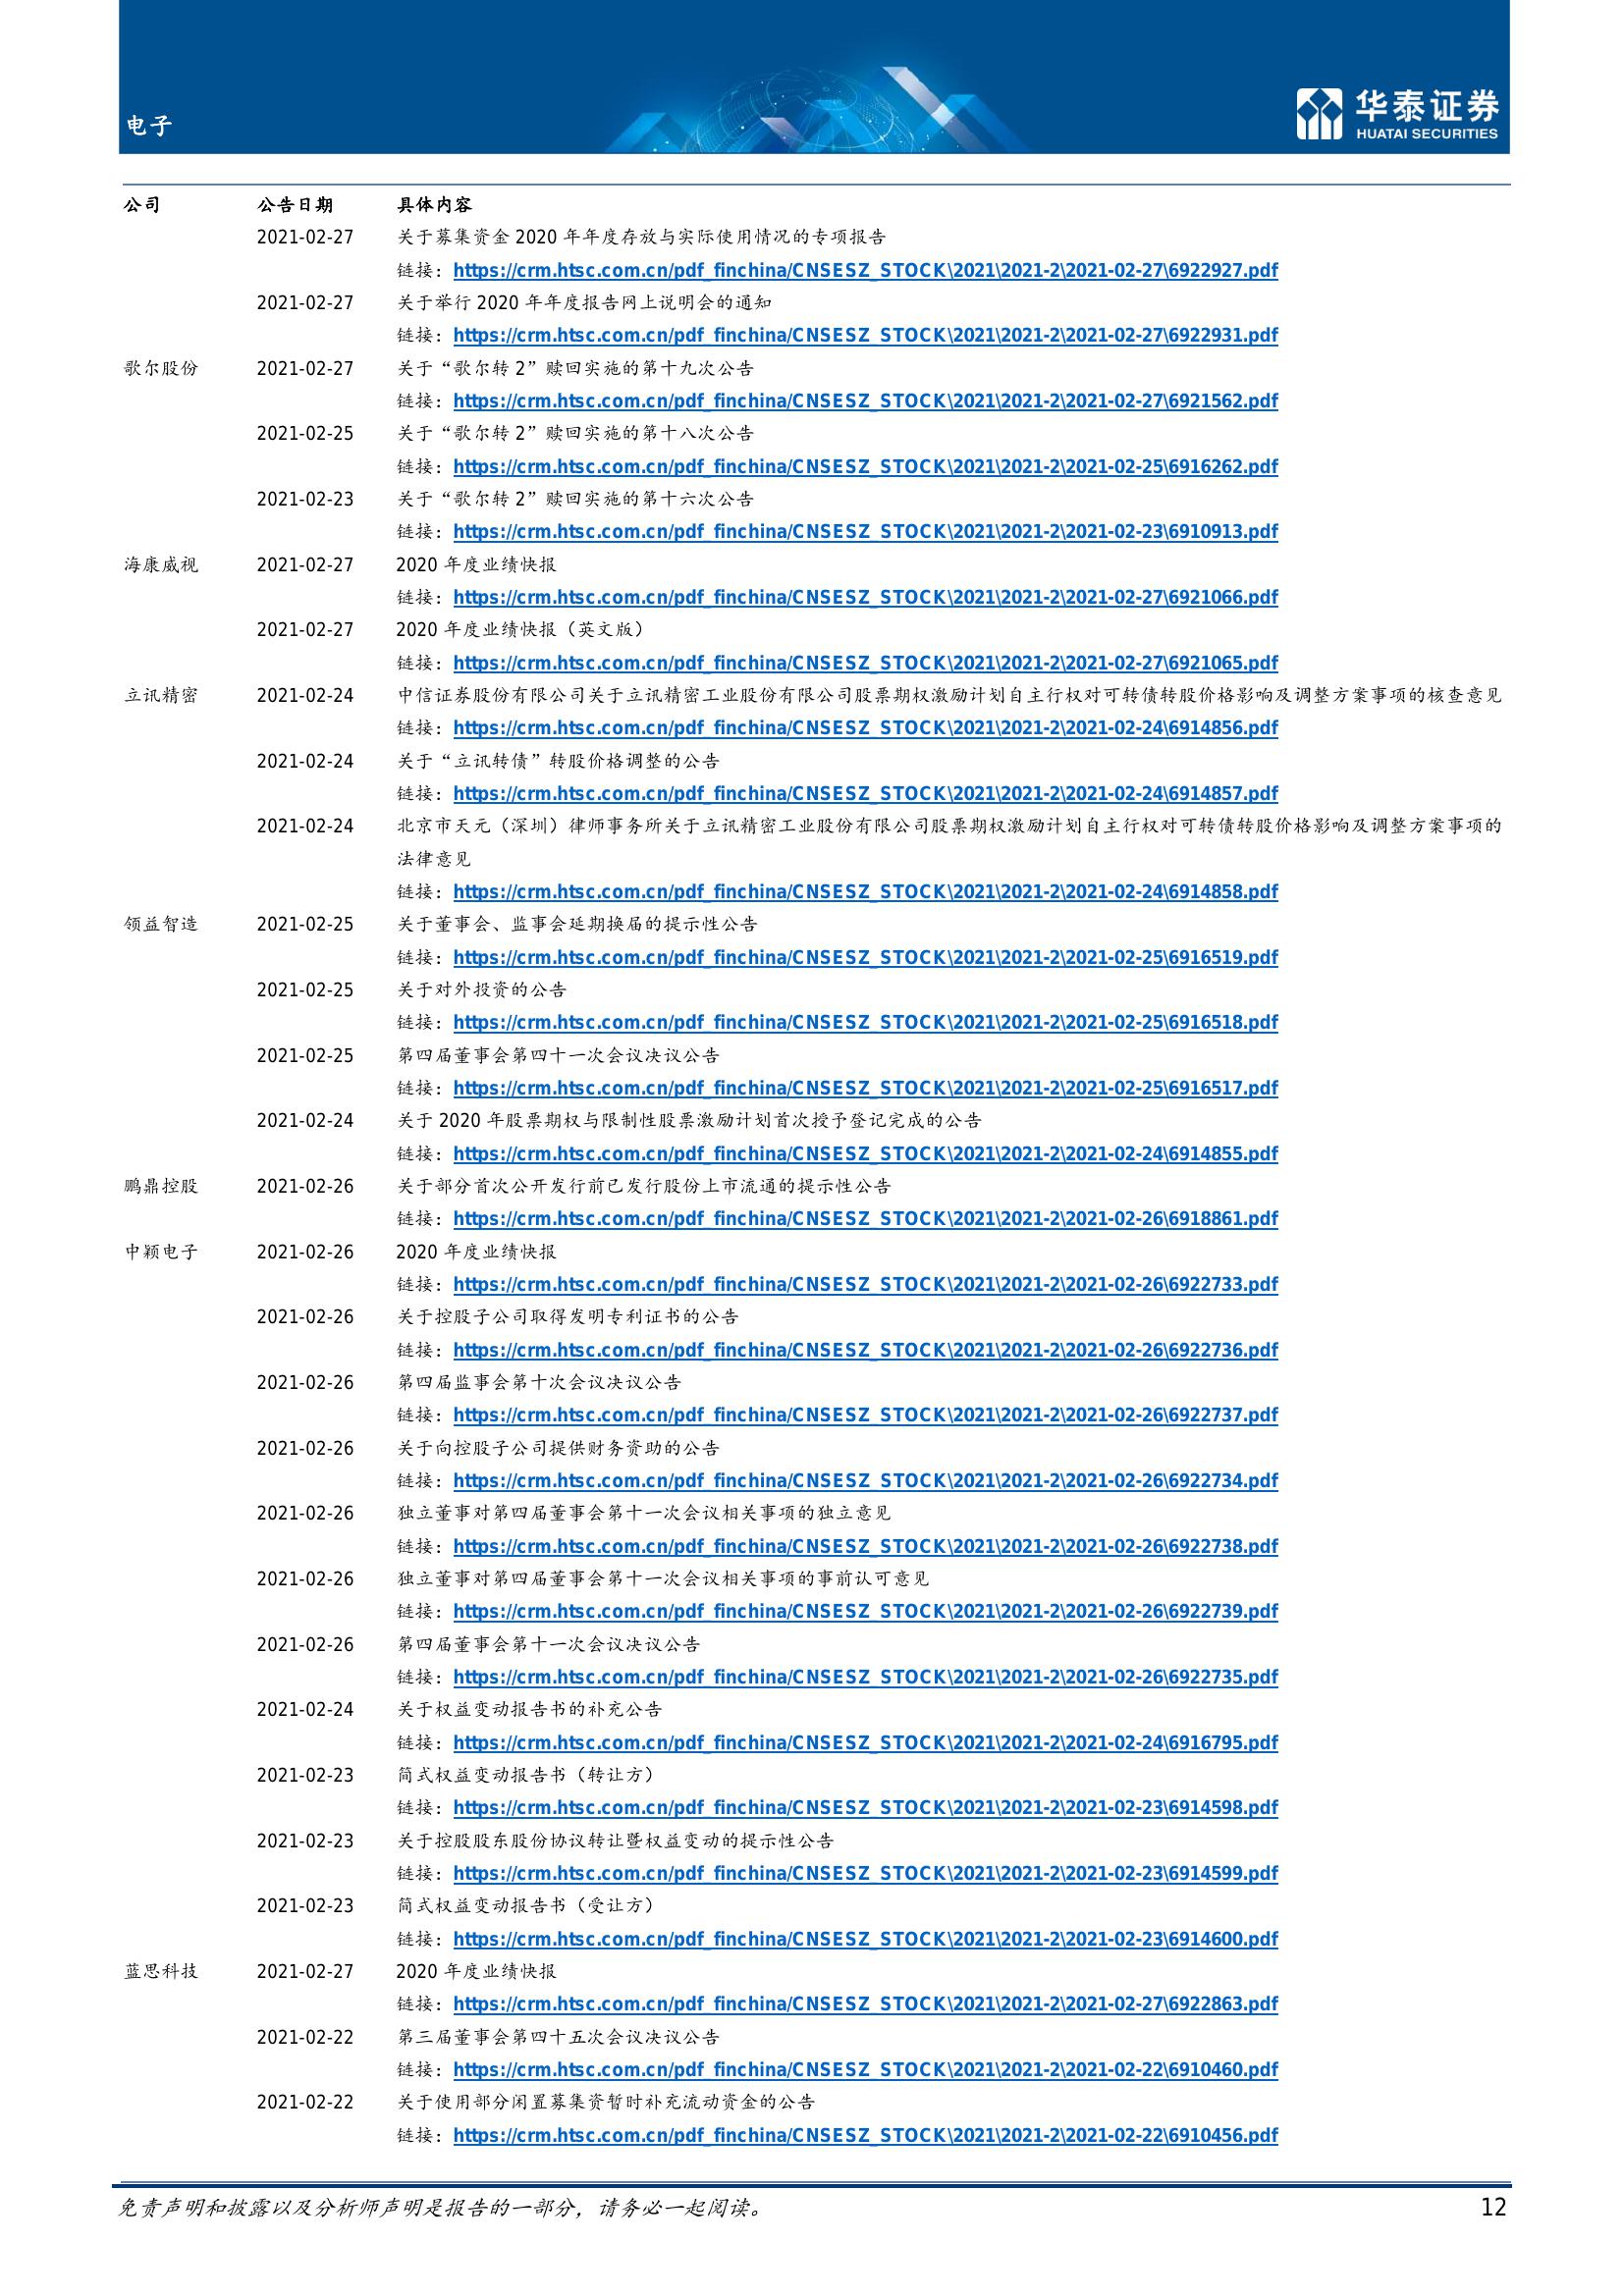 电子
华泰证券
HUATAI SECURITIES
公司 公告日期 具体内容
2021-02-27 关于募集资金 2020 年年度存放与实际使用情况的专项报告
链接：https://crm.htsc.com.cn/pdf_finchina/CNSESZ_STOCK\2021\2021-2\2021-02-27\6922927.pdf
2021-02-27 关于举行 2020 年年度报告网上说明会的通知
链接：https://crm.htsc.com.cn/pdf_finchina/CNSESZ_STOCK\2021\2021-2\2021-02-27\6922931.pdf
歌尔股份 2021-02-27 关于“歌尔转 2”赎回实施的第十九次公告
链接：https://crm.htsc.com.cn/pdf_finchina/CNSESZ_STOCK\2021\2021-2\2021-02-27\6921562.pdf
2021-02-25 关于“歌尔转 2”赎回实施的第十八次公告
链接：https://crm.htsc.com.cn/pdf_finchina/CNSESZ_STOCK\2021\2021-2\2021-02-25\6916262.pdf
2021-02-23 关于“歌尔转 2”赎回实施的第十六次公告
链接：https://crm.htsc.com.cn/pdf_finchina/CNSESZ_STOCK\2021\2021-2\2021-02-23\6910913.pdf
海康威视 2021-02-27 2020 年度业绩快报
链接：https://crm.htsc.com.cn/pdf_finchina/CNSESZ_STOCK\2021\2021-2\2021-02-27\6921066.pdf
2021-02-27 2020 年度业绩快报（英文版）
链接：https://crm.htsc.com.cn/pdf_finchina/CNSESZ_STOCK\2021\2021-2\2021-02-27\6921065.pdf
立讯精密 2021-02-24 中信证券股份有限公司关于立讯精密工业股份有限公司股票期权激励计划自主行权对可转债转股价格影响及调整方案事项的核查意见
链接：https://crm.htsc.com.cn/pdf_finchina/CNSESZ_STOCK\2021\2021-2\2021-02-24\6914856.pdf
2021-02-24 关于“立讯转债”转股价格调整的公告
链接：https://crm.htsc.com.cn/pdf_finchina/CNSESZ_STOCK\2021\2021-2\2021-02-24\6914857.pdf
2021-02-24 北京市天元（深圳）律师事务所关于立讯精密工业股份有限公司股票期权激励计划自主行权对可转债转股价格影响及调整方案事项的
法律意见
链接：https://crm.htsc.com.cn/pdf_finchina/CNSESZ_STOCK\2021\2021-2\2021-02-24\6914858.pdf
领益智造 2021-02-25 关于董事会、监事会延期换届的提示性公告
链接：https://crm.htsc.com.cn/pdf_finchina/CNSESZ_STOCK\2021\2021-2\2021-02-25\6916519.pdf
2021-02-25 关于对外投资的公告
链接：https://crm.htsc.com.cn/pdf_finchina/CNSESZ_STOCK\2021\2021-2\2021-02-25\6916518.pdf
2021-02-25 第四届董事会第四十一次会议决议公告
链接：https://crm.htsc.com.cn/pdf_finchina/CNSESZ_STOCK\2021\2021-2\2021-02-25\6916517.pdf
2021-02-24 关于 2020 年股票期权与限制性股票激励计划首次授予登记完成的公告
链接：https://crm.htsc.com.cn/pdf_finchina/CNSESZ_STOCK\2021\2021-2\2021-02-24\6914855.pdf
鹏鼎控股 2021-02-26 关于部分首次公开发行前已发行股份上市流通的提示性公告
链接：https://crm.htsc.com.cn/pdf_finchina/CNSESZ_STOCK\2021\2021-2\2021-02-26\6918861.pdf
中颖电子 2021-02-26 2020 年度业绩快报
链接：https://crm.htsc.com.cn/pdf_finchina/CNSESZ_STOCK\2021\2021-2\2021-02-26\6922733.pdf
2021-02-26 关于控股子公司取得发明专利证书的公告
链接：https://crm.htsc.com.cn/pdf_finchina/CNSESZ_STOCK\2021\2021-2\2021-02-26\6922736.pdf
2021-02-26 第四届监事会第十次会议决议公告
链接：https://crm.htsc.com.cn/pdf_finchina/CNSESZ_STOCK\2021\2021-2\2021-02-26\6922737.pdf
2021-02-26 关于向控股子公司提供财务资助的公告
链接：https://crm.htsc.com.cn/pdf_finchina/CNSESZ_STOCK\2021\2021-2\2021-02-26\6922734.pdf
2021-02-26 独立董事对第四届董事会第十一次会议相关事项的独立意见
链接：https://crm.htsc.com.cn/pdf_finchina/CNSESZ_STOCK\2021\2021-2\2021-02-26\6922738.pdf
2021-02-26 独立董事对第四届董事会第十一次会议相关事项的事前认可意见
链接：https://crm.htsc.com.cn/pdf_finchina/CNSESZ_STOCK\2021\2021-2\2021-02-26\6922739.pdf
2021-02-26 第四届董事会第十一次会议决议公告
链接：https://crm.htsc.com.cn/pdf_finchina/CNSESZ_STOCK\2021\2021-2\2021-02-26\6922735.pdf
2021-02-24 关于权益变动报告书的补充公告
链接：https://crm.htsc.com.cn/pdf_finchina/CNSESZ_STOCK\2021\2021-2\2021-02-24\6916795.pdf
2021-02-23 简式权益变动报告书（转让方）
链接：https://crm.htsc.com.cn/pdf_finchina/CNSESZ_STOCK\2021\2021-2\2021-02-23\6914598.pdf
2021-02-23 关于控股股东股份协议转让暨权益变动的提示性公告
链接：https://crm.htsc.com.cn/pdf_finchina/CNSESZ_STOCK\2021\2021-2\2021-02-23\6914599.pdf
2021-02-23 简式权益变动报告书（受让方）
链接：https://crm.htsc.com.cn/pdf_finchina/CNSESZ_STOCK\2021\2021-2\2021-02-23\6914600.pdf
蓝思科技 2021-02-27 2020 年度业绩快报
链接：https://crm.htsc.com.cn/pdf_finchina/CNSESZ_STOCK\2021\2021-2\2021-02-27\6922863.pdf
2021-02-22 第三届董事会第四十五次会议决议公告
链接：https://crm.htsc.com.cn/pdf_finchina/CNSESZ_STOCK\2021\2021-2\2021-02-22\6910460.pdf
2021-02-22 关于使用部分闲置募集资暂时补充流动资金的公告
链接：https://crm.htsc.com.cn/pdf_finchina/CNSESZ_STOCK\2021\2021-2\2021-02-22\6910456.pdf
免责声明和披露以及分析师声明是报告的一部分，请务必一起阅读。 12